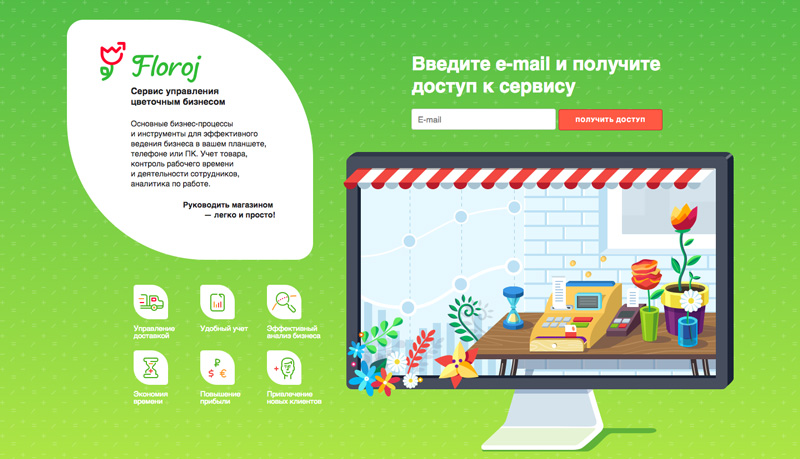 Floroj
Сервис управления
цветочным бизнесом
Основные бизнес-процессы
и инструменты для эффективного
ведения бизнеса в вашем планшете,
телефоне или ПК. Учет товара,
контроль рабочего времени
и деятельности сотрудников,
аналитика по работе.
Руководить магазином
— легко и просто!
Введите e-mail и получите
доступ к сервису
E-mail
ПОЛУЧИТЬ ДОСТУП
Управление
доставкой
Удобный учет
Эффективный
анализ бизнеса
Экономия
времени
₽
$ €
Повышение
прибыли
Привлечение
новых клиентов